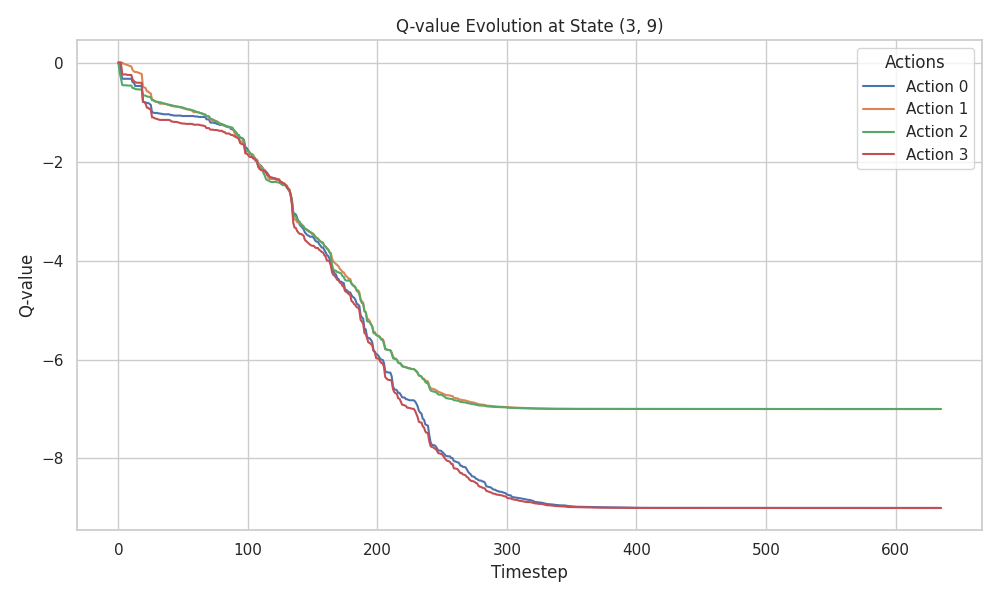 Q-value Evolution at State (3, 9)
Actions
Action 0
Action 1
Action 2
Action 3
Q-value
0
−2
−4
−6
−8
0 100 200 300 400 500 600
Timestep